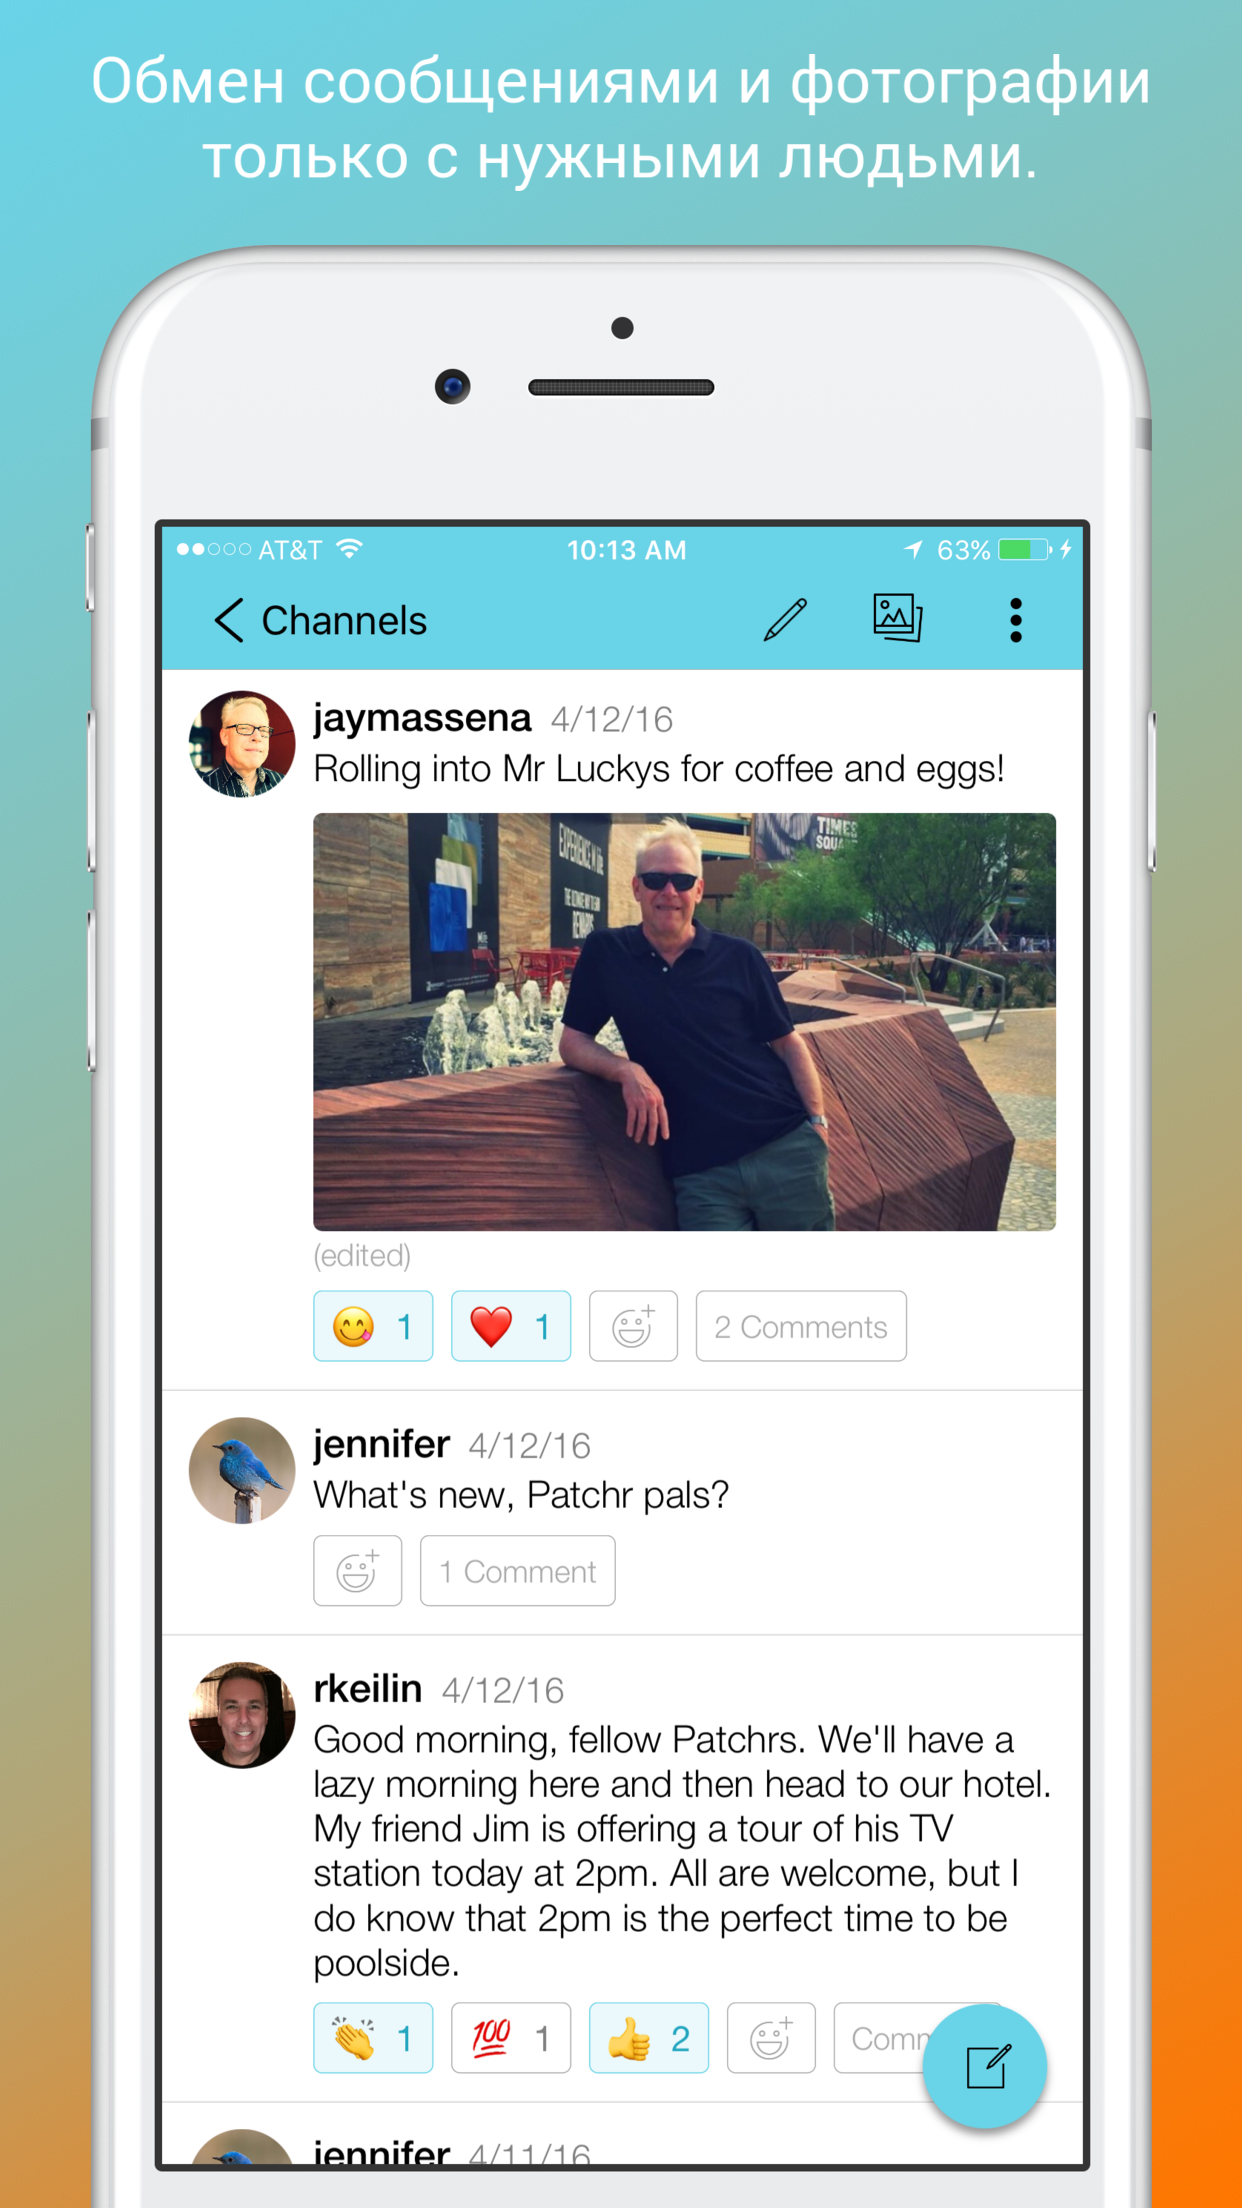 Обмен сообщениями и фотографии
только с нужными людьми.
AT&T 10:13 AM 63%
Channels
jaymassena 4/12/16
Rolling into Mr Luckys for coffee and eggs!
EXPERIENCE
TIMES
SQUA
REWARDS
(edited)
1 1 2 Comments
jennifer 4/12/16
What's new, Patchr pals?
1 Comment
rkeilin 4/12/16
Good morning, fellow Patchrs. We'll have a
lazy morning here and then head to our hotel.
My friend Jim is offering a tour of his TV
station today at 2pm. All are welcome, but I
do know that 2pm is the perfect time to be
poolside.
1 100 1 2 Comm
jennifer 4/11/16